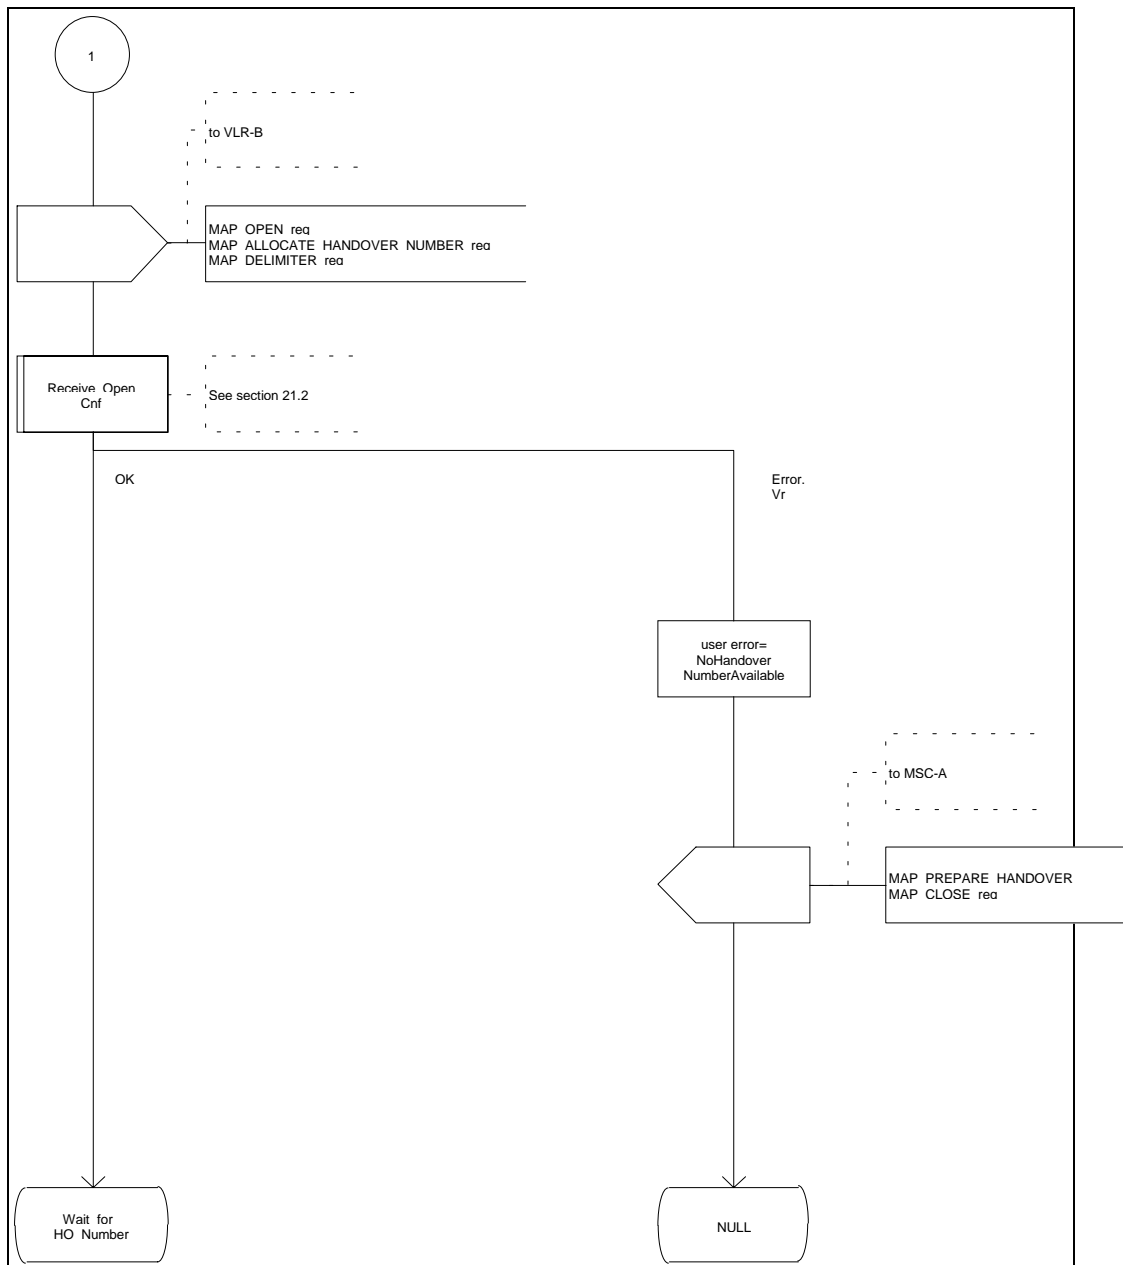 1
to VLR-B
MAP OPEN req
MAP ALLOCATE HANDOVER NUMBER req
MAP DELIMITER req
Receive Open
Cnf
See section 21.2
OK
Error.
Vr
user error=
NoHandover
NumberAvailable
to MSC-A
MAP PREPARE HANDOVER
MAP CLOSE req
Wait for
HO Number
NULL